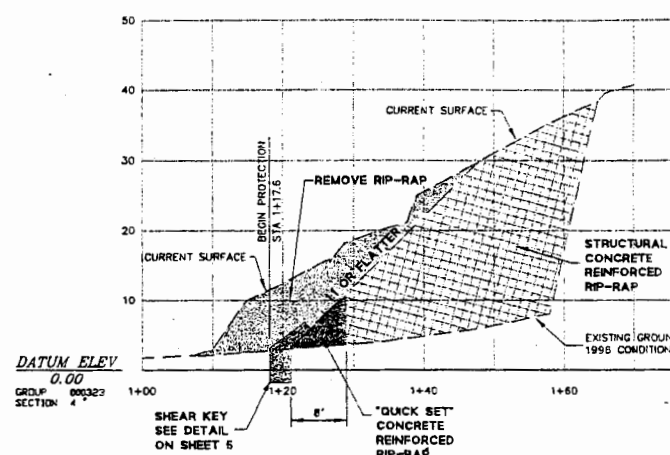 50
40
30
20
10
CURRENT SURFACE
BEGIN PROTECTION
STA 1+17.6
REMOVE RIP-RAP
CURRENT SURFACE
OR FLATTER
STRUCTURAL
CONCRETE
REINFORCED
RIP-RAP
EXISTING GROUN
1996 CONDITION
DATUM ELEV
0.00
GROUP 000323
SECTION 4
1+00
1+20
1+40
1+60
SHEAR KEY
SEE DETAIL
ON SHEET 5
8'
"QUICK SET"
CONCRETE
REINFORCED
RIP-RAP